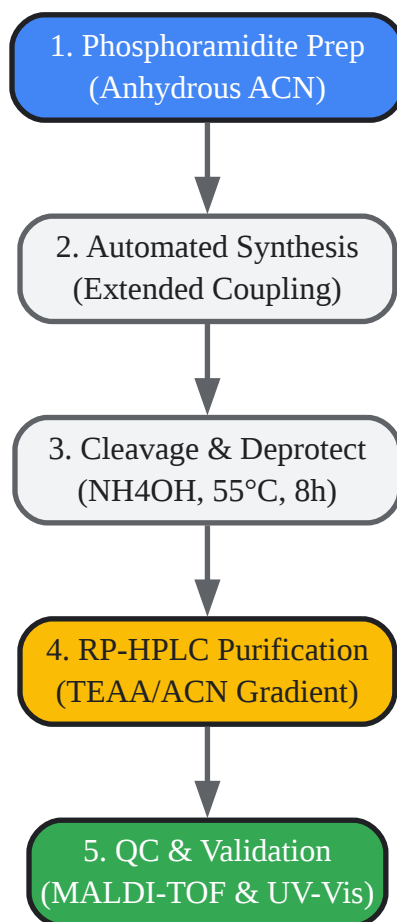 1. Phosphoramidite Prep
(Anhydrous ACN)
2. Automated Synthesis
(Extended Coupling)
3. Cleavage & Deprotect
(NH4OH, 55°C, 8h)
4. RP-HPLC Purification
(TEAA/ACN Gradient)
5. QC & Validation
(MALDI-TOF & UV-Vis)